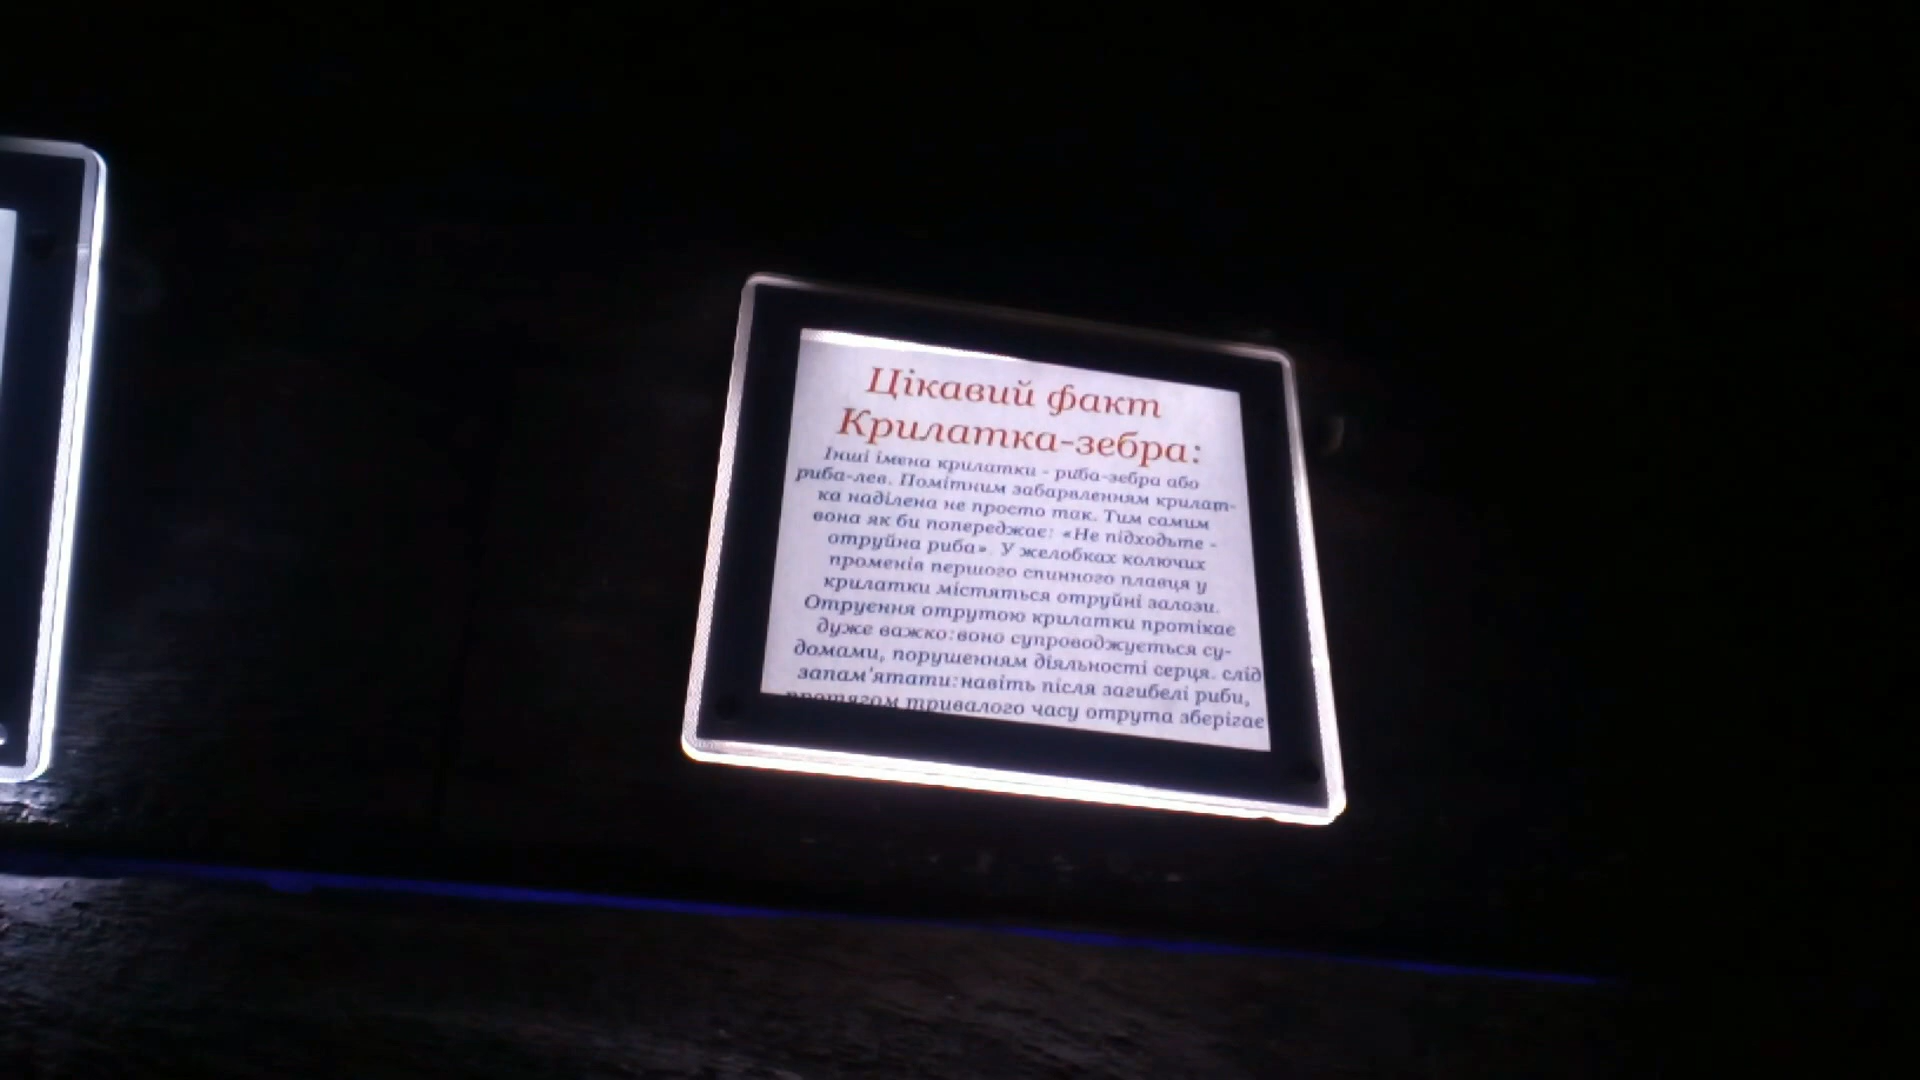 Цікавий факт
Крилатка-зебра:
Інші імена крилатки - риба-зебра або
риба-лев. Помітним забарвленням крилат-
ка наділена не просто так. Тим самим
вона як би попереджає: «Не підходьте -
отруйна риба». У желобках колючих
променів першого спинного плавця у
крилатки містяться отруйні залози.
Отруєння отрутою крилатки протікає
дуже важко:воно супроводжується су-
домами, порушенням діяльності серця. слід
запам'ятати:навіть після загибелі риби,
протягом тривалого часу отрута зберігає